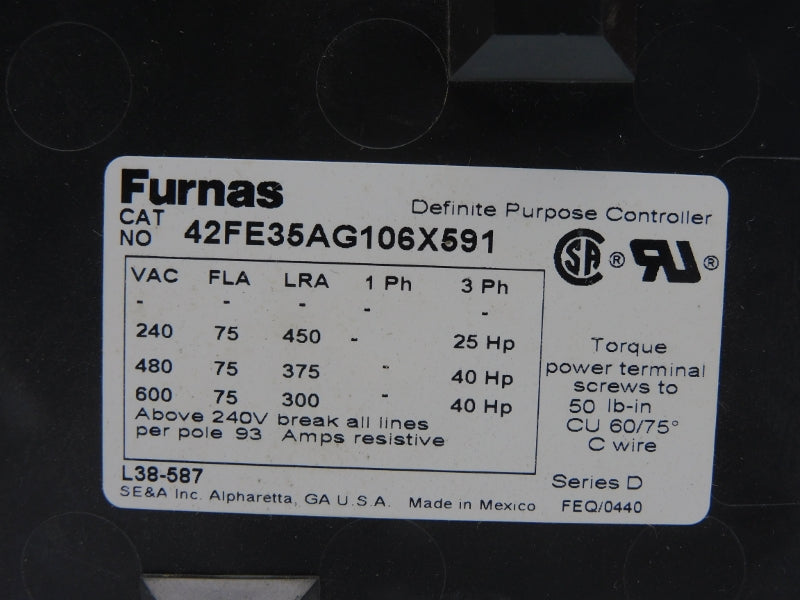 Furnas
Definite Purpose Controller
CAT
NO 42FE35AG106X591
SA ® RU ®
VAC FLA LRA 1 Ph 3 Ph
- - - - -
240 75 450 - 25 Hp
480 75 375 - 40 Hp
600 75 300 - 40 Hp
Above 240V break all lines
per pole 93 Amps resistive
Torque
power terminal
screws to
50 lb-in
CU 60/75°
C wire
L38-587
Series D
SE&A Inc. Alpharetta, GA U.S.A. Made in Mexico FEQ/0440